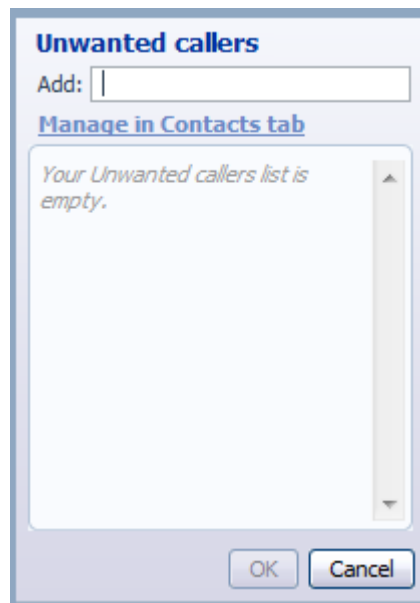 Unwanted callers
Add:
Manage in Contacts tab
Your Unwanted callers list is
empty.
OK
Cancel